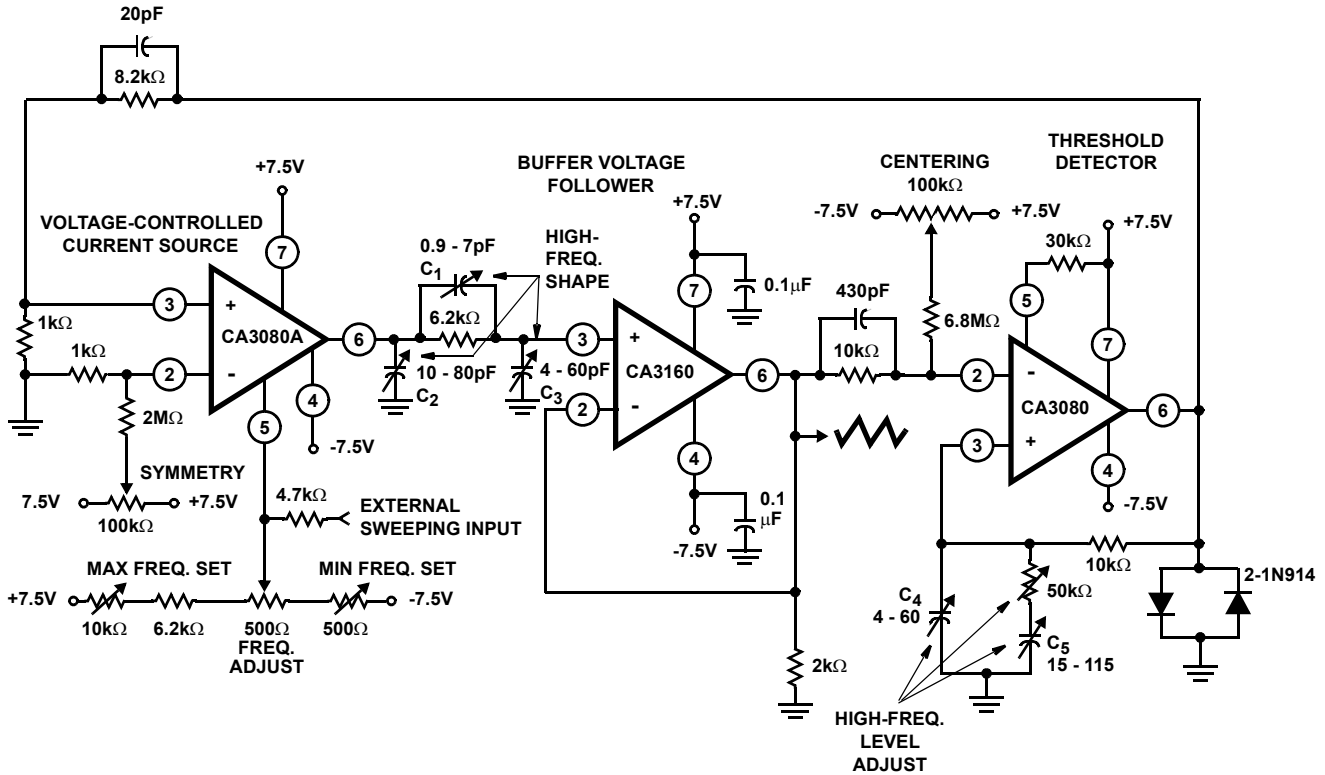 20pF
8.2kΩ
THRESHOLD
DETECTOR
BUFFER VOLTAGE
FOLLOWER
CENTERING
100kΩ
+7.5V
+7.5V
-7.5V
+7.5V
+7.5V
VOLTAGE-CONTROLLED
CURRENT SOURCE
HIGH-
FREQ.
SHAPE
0.9 - 7pF
C1
30kΩ
7
7
0.1μF
5
430pF
6.8MΩ
3
+
1kΩ
CA3080A
6
6.2kΩ
3
+
CA3160
6
10kΩ
7
1kΩ
2
-
4
10 - 80pF
C2
4 - 60pF
C3
2
-
2
-
CA3080
6
2MΩ
5
-7.5V
4
3
+
4
-7.5V
SYMMETRY
7.5V
+7.5V
100kΩ
4.7kΩ
EXTERNAL
SWEEPING INPUT
0.1
μF
-7.5V
10kΩ
2-1N914
MAX FREQ. SET
MIN FREQ. SET
+7.5V
-7.5V
10kΩ
6.2kΩ
500Ω
500Ω
FREQ.
ADJUST
C4
4 - 60
50kΩ
C5
15 - 115
2kΩ
HIGH-FREQ.
LEVEL
ADJUST